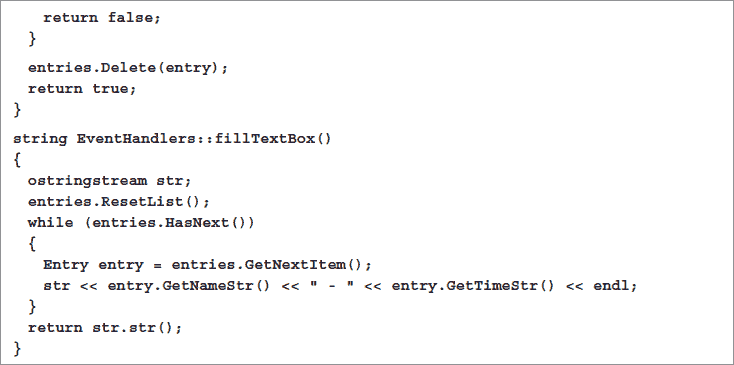 return false;
  }
  entries.Delete(entry);
  return true;
}
string EventHandlers::fillTextBox()
{
  ostringstream str;
  entries.ResetList();
  while (entries.HasNext())
  {
    Entry entry = entries.GetNextItem();
    str << entry.GetNameStr() << " - " << entry.GetTimeStr() << endl;
  }
  return str.str();
}